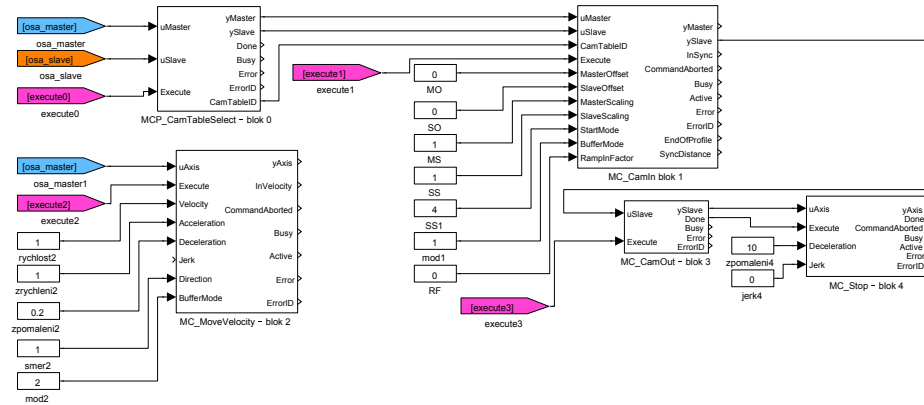 [osa_master]
osa_master
[osa_slave]
osa_slave
[execute0]
execute0
uMaster
uSlave
Execute
yMaster
ySlave
Done
Busy
Error
ErrorID
CamTableID
MCP_CamTableSelect − blok 0
[execute1]
execute1
0
MO
0
SO
1
MS
1
SS
4
SS1
1
mod1
0
RF
uMaster
uSlave
CamTableID
Execute
MasterOffset
SlaveOffset
MasterScaling
SlaveScaling
StartMode
BufferMode
RampInFactor
yMaster
ySlave
InSync
CommandAborted
Busy
Active
Error
ErrorID
EndOfProfile
SyncDistance
MC_CamIn blok 1
[osa_master]
osa_master1
[execute2]
execute2
1
rychlost2
1
zrychleni2
0.2
zpomaleni2
1
smer2
2
mod2
uAxis
Execute
Velocity
Acceleration
Deceleration
Jerk
Direction
BufferMode
yAxis
InVelocity
CommandAborted
Busy
Active
Error
ErrorID
MC_MoveVelocity − blok 2
[execute3]
execute3
uSlave
Execute
ySlave
Done
Busy
Error
ErrorID
MC_CamOut − blok 3
10
zpomaleni4
0
jerk4
uAxis
Execute
Deceleration
Jerk
yAxis
Done
CommandAborted
Busy
Active
Error
ErrorID
MC_Stop − blok 4